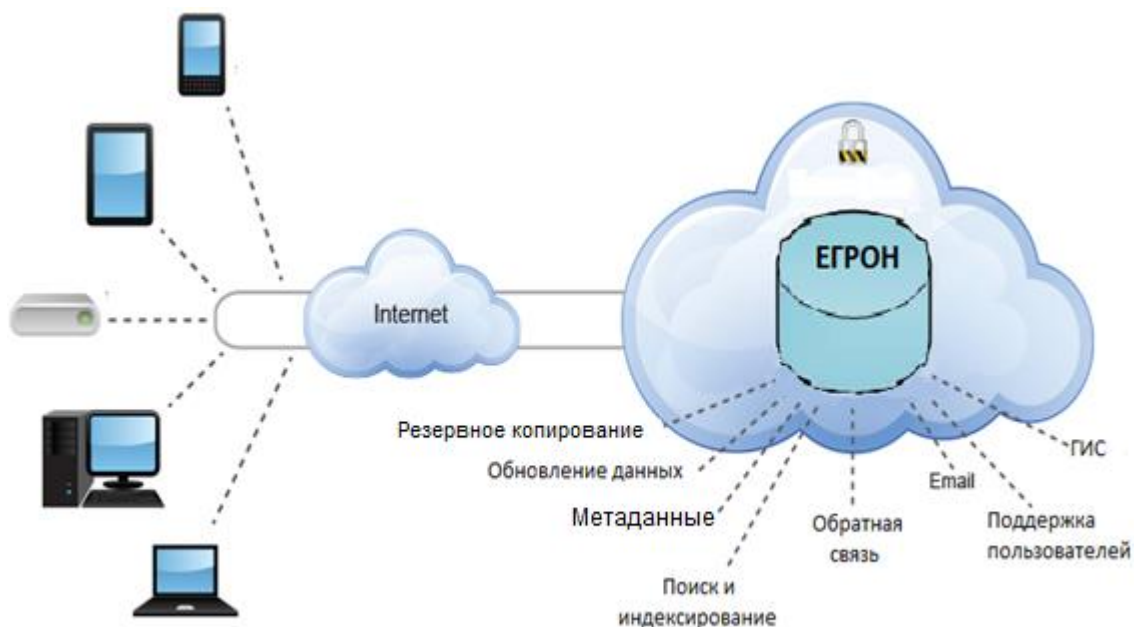 ЕГРОН
Internet
Резервное копирование
Обновление данных
Метаданные
Поиск и
индексирование
Обратная
связь
Email
Поддержка
пользователей
ГИС